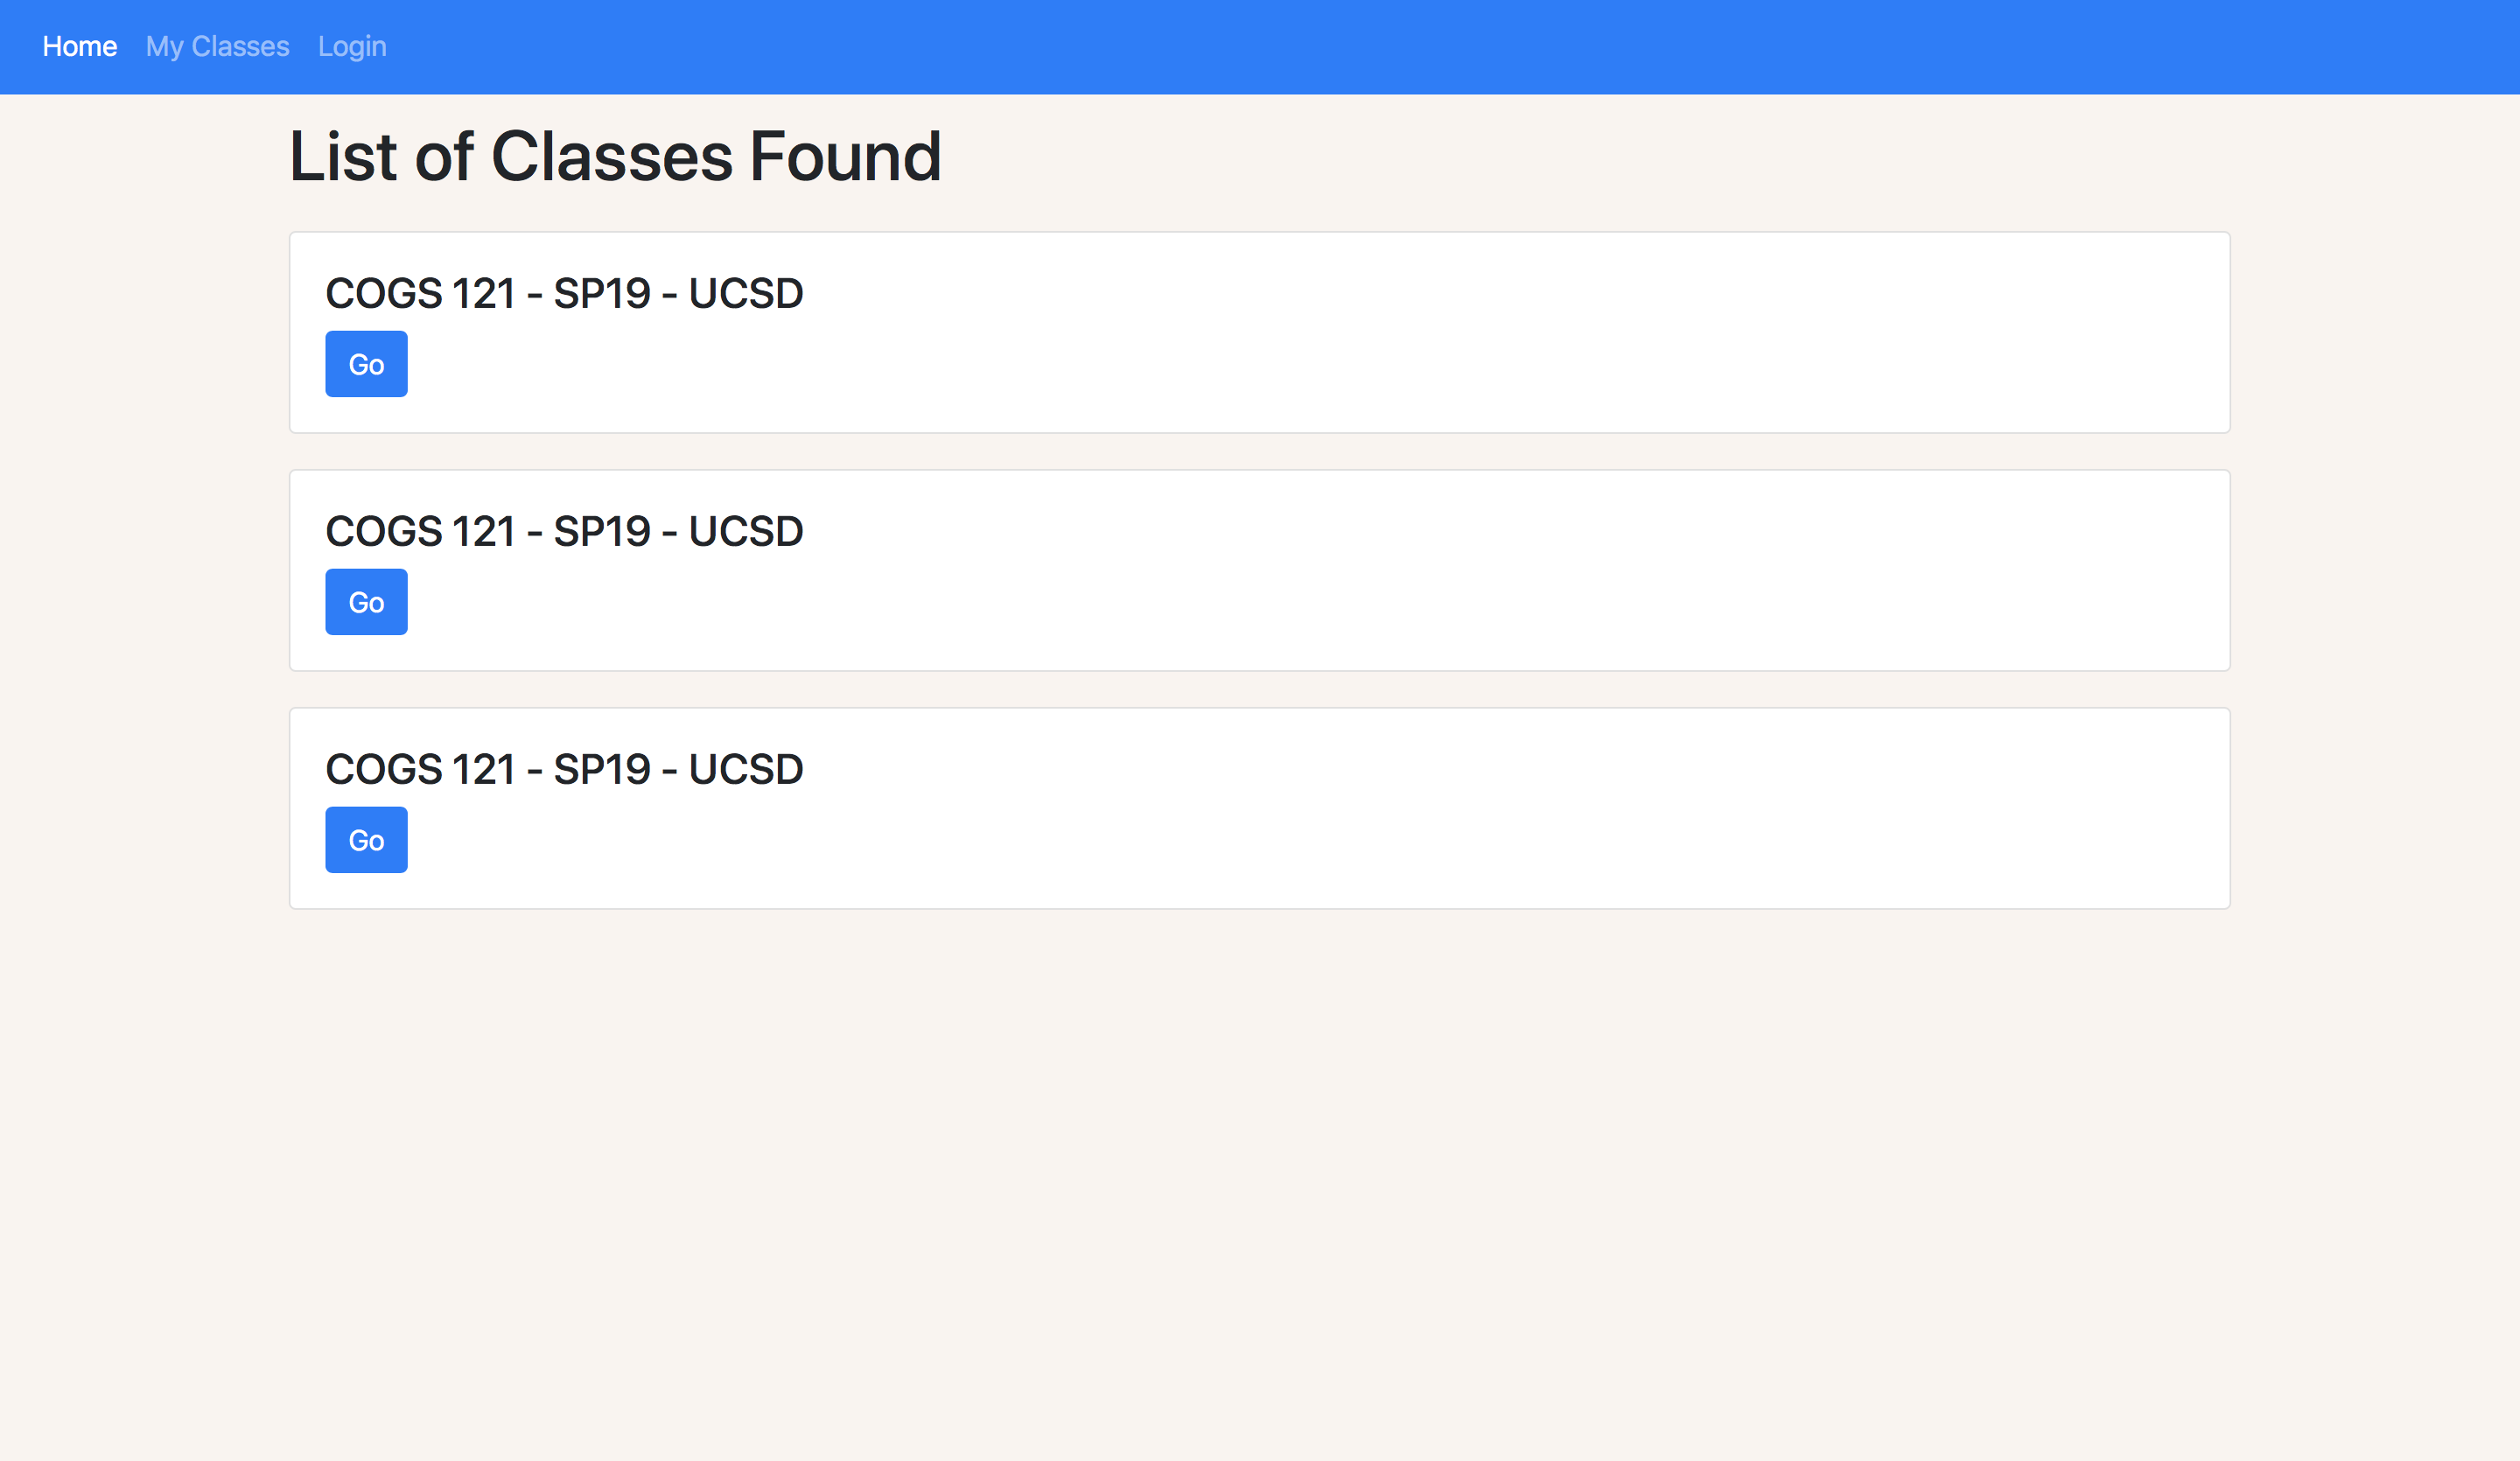 Home My Classes Login
List of Classes Found
COGS 121 - SP19 - UCSD
Go
COGS 121 - SP19 - UCSD
Go
COGS 121 - SP19 - UCSD
Go